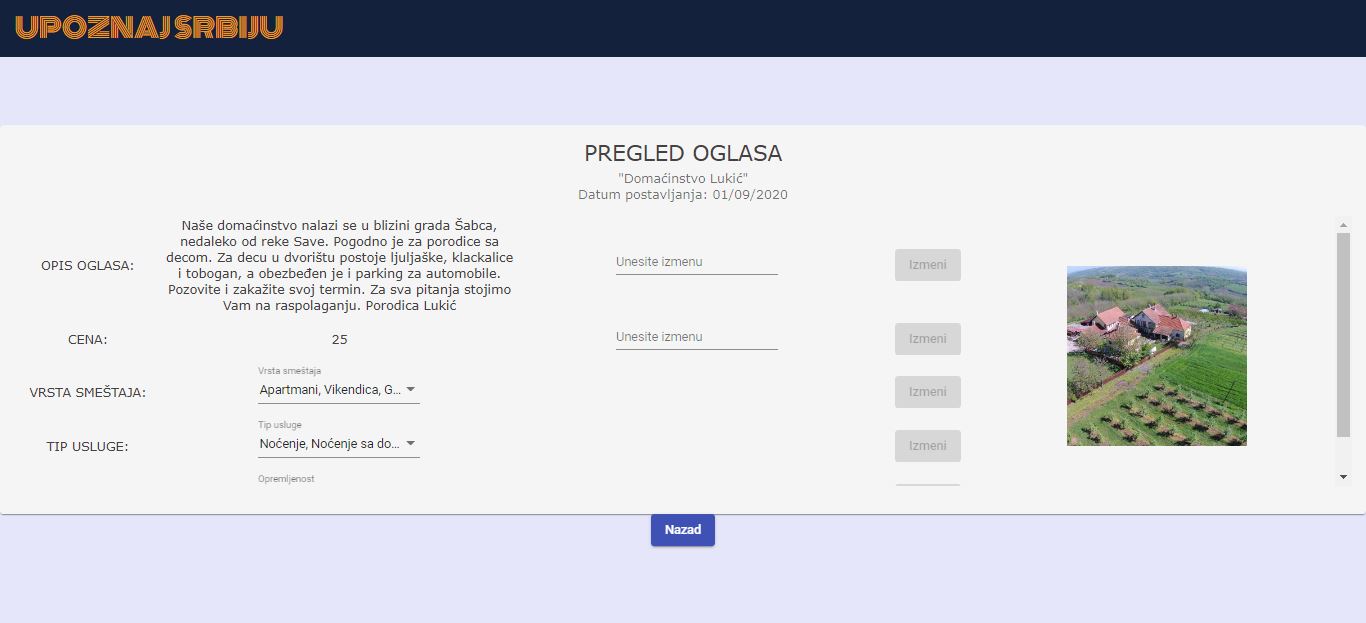 UPOZNAJ SRBIJU
PREGLED OGLASA
"Domaćinstvo Lukić"
Datum postavljanja: 01/09/2020
OPIS OGLASA:
Naše domaćinstvo nalazi se u blizini grada Šabca,
nedaleko od reke Save. Pogodno je za porodice sa
decom. Za decu u dvorištu postoje ljuljaške, klackalice
i tobogan, a obezbeđen je i parking za automobile.
Pozovite i zakažite svoj termin. Za sva pitanja stojimo
Vam na raspolaganju. Porodica Lukić
Unesite izmenu
Izmeni
CENA:
25
Unesite izmenu
Izmeni
VRSTA SMEŠTAJA:
Vrsta smeštaja
Apartmani, Vikendica, G...
Izmeni
TIP USLUGE:
Tip usluge
Noćenje, Noćenje sa do...
Izmeni
Opremljenost
Nazad